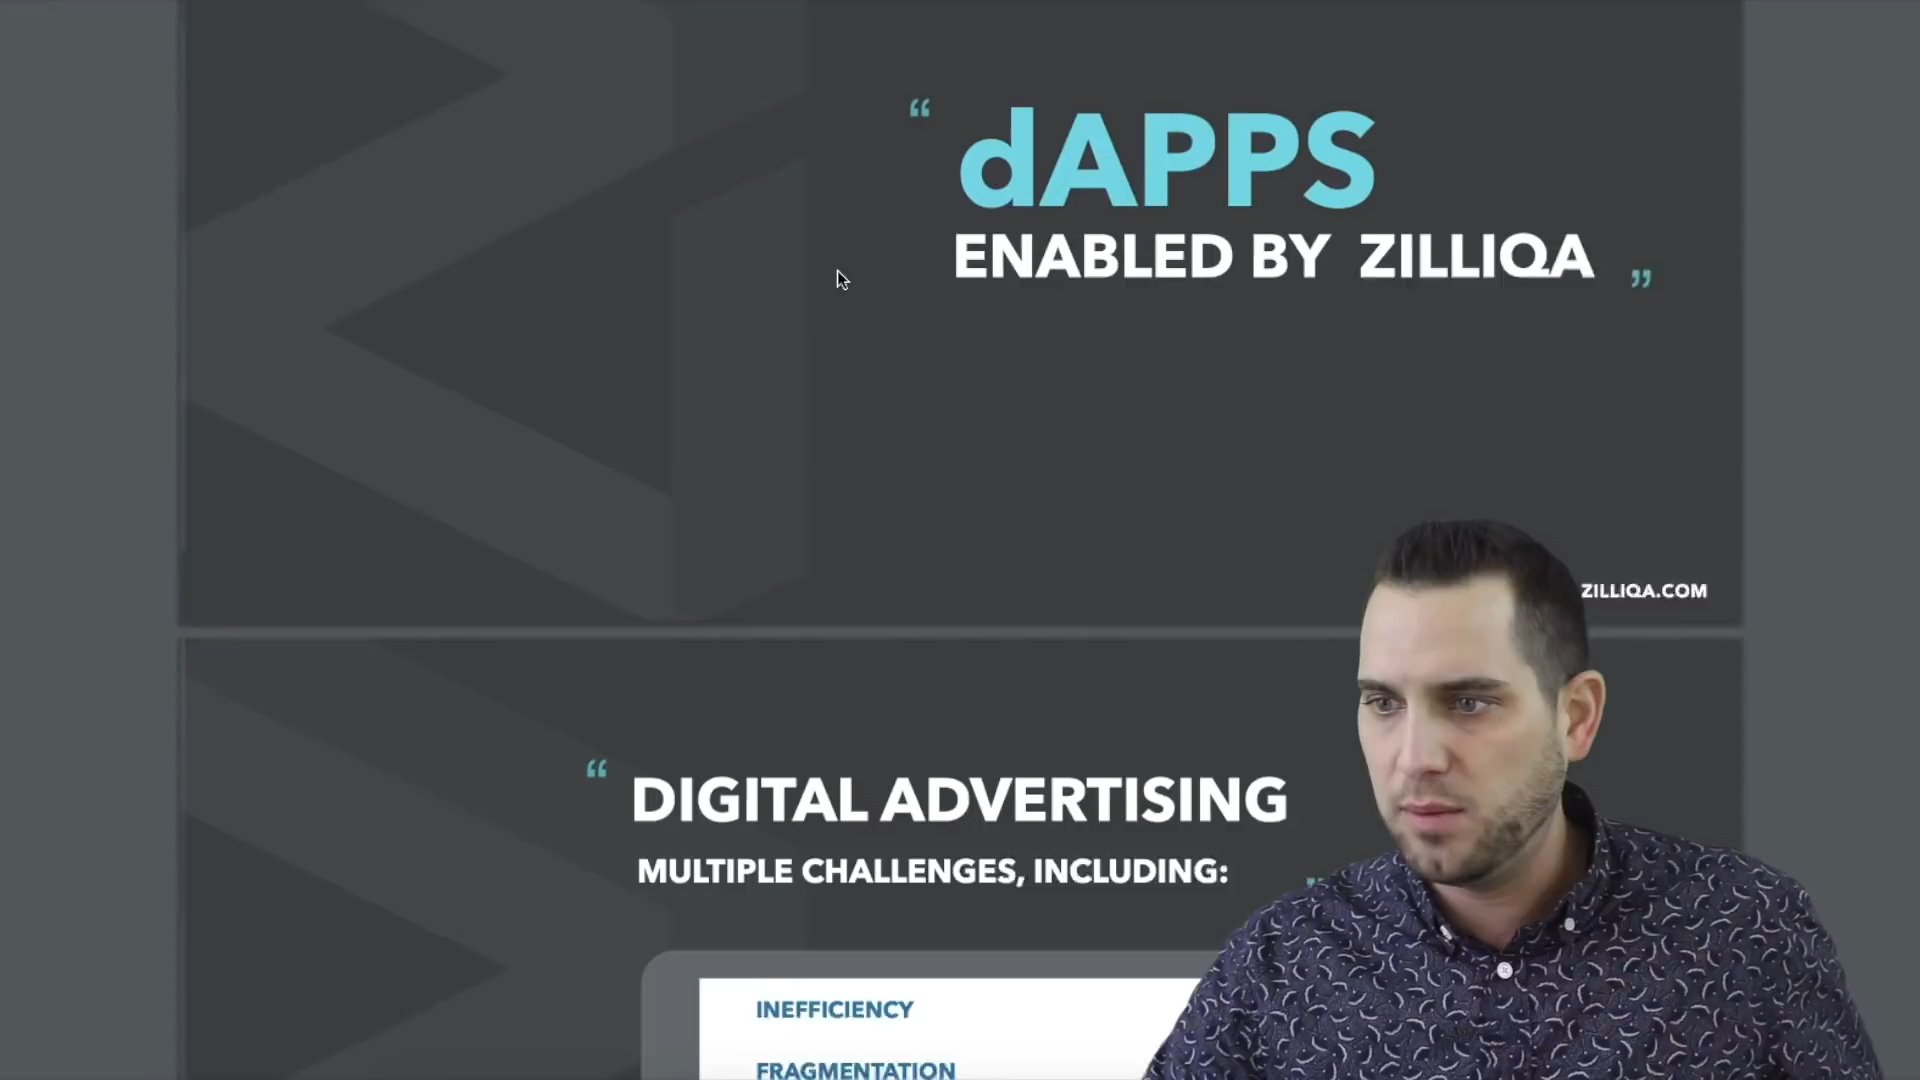 “ dAPPS
ENABLED BY ZILLIQA ”
ZILLIQA.COM
“ DIGITAL ADVERTISING
MULTIPLE CHALLENGES, INCLUDING: ”
INEFFICIENCY
FRAGMENTATION